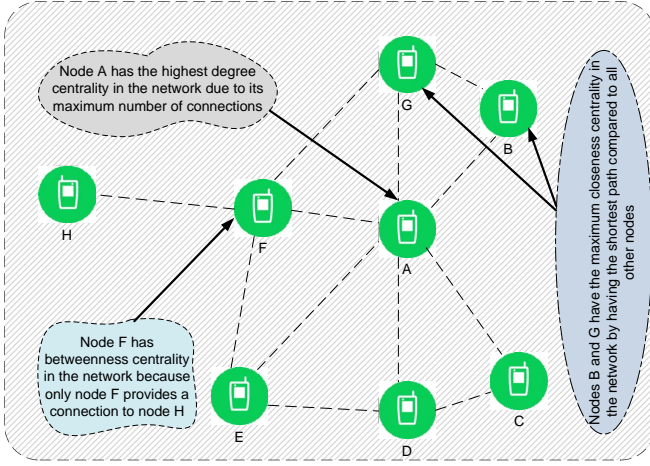 Node A has the highest degree
centrality in the network due to its
maximum number of connections
G
B
H
F
A
Nodes B and G have the maximum closeness centrality in
the network by having the shortest path compared to all
other nodes
Node F has
betweenness centrality
in the network because
only node F provides a
connection to node H
E
D
C